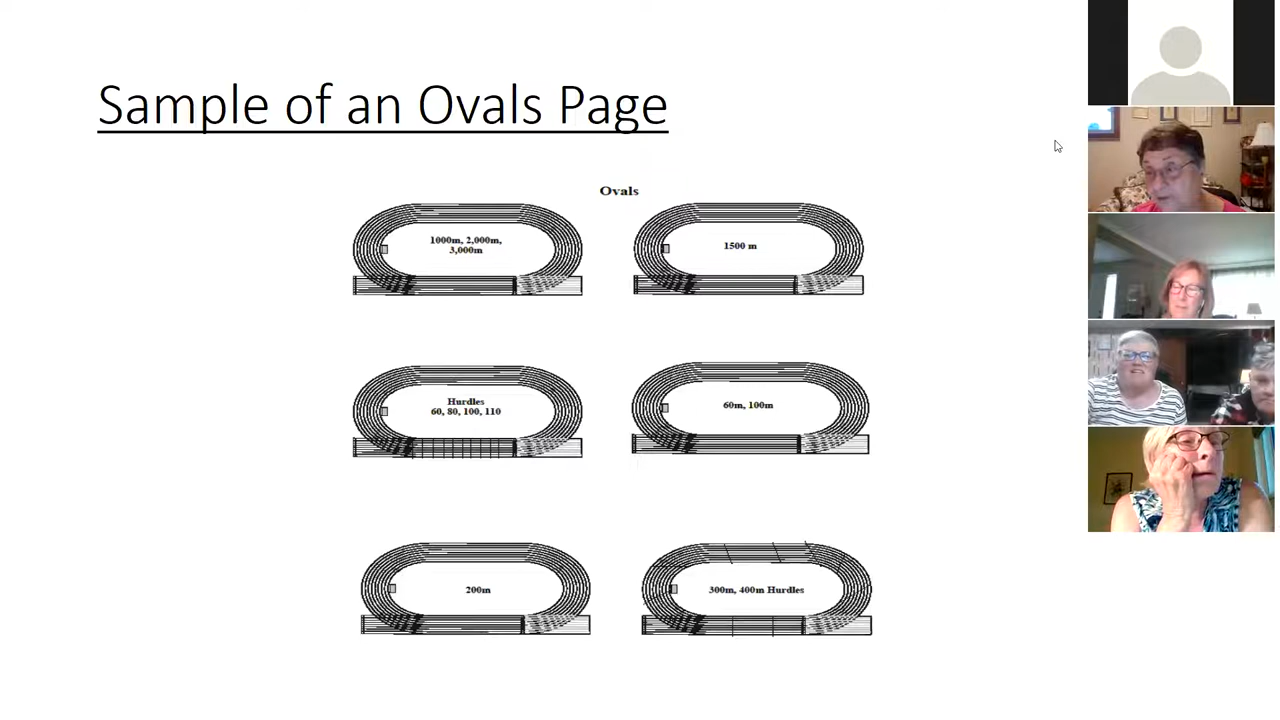 Sample of an Ovals Page
Ovals
1000m, 2,000m,
3,000m
1500 m
Hurdles
60, 80, 100, 110
60m, 100m
200m
300m, 400m Hurdles